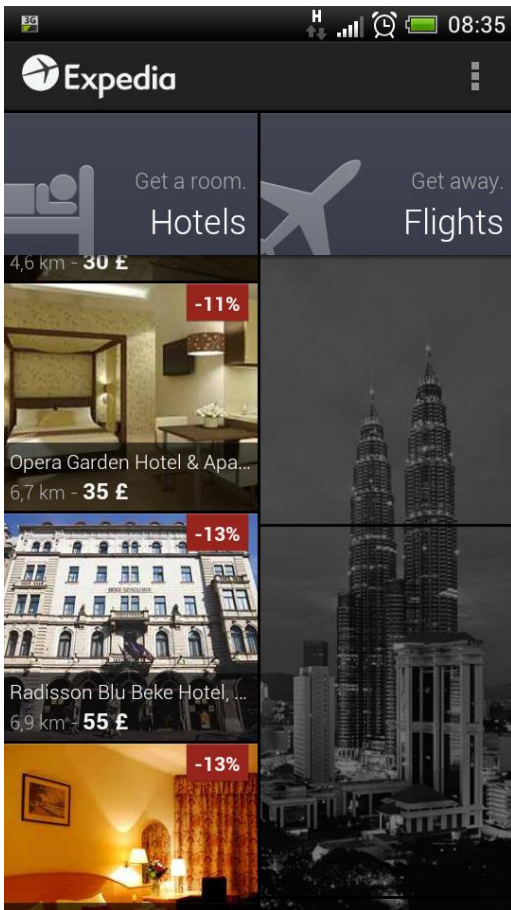 3G
H
08:35
Expedia
Get a room.
Hotels
Get away.
Flights
4,6 km - 30 £
-11%
Opera Garden Hotel & Apa...
6,7 km - 35 £
-13%
Radisson Blu Beke Hotel, ...
6,9 km - 55 £
-13%